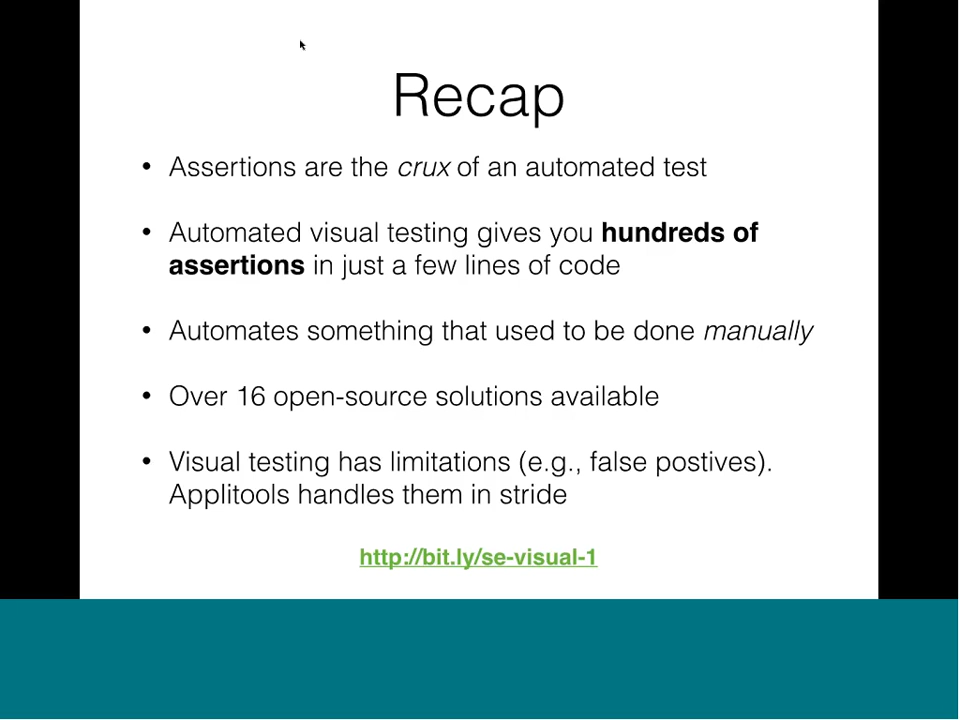 Recap
• Assertions are the crux of an automated test
• Automated visual testing gives you hundreds of
assertions in just a few lines of code
• Automates something that used to be done manually
• Over 16 open-source solutions available
• Visual testing has limitations (e.g., false postives).
Applitools handles them in stride
http://bit.ly/se-visual-1